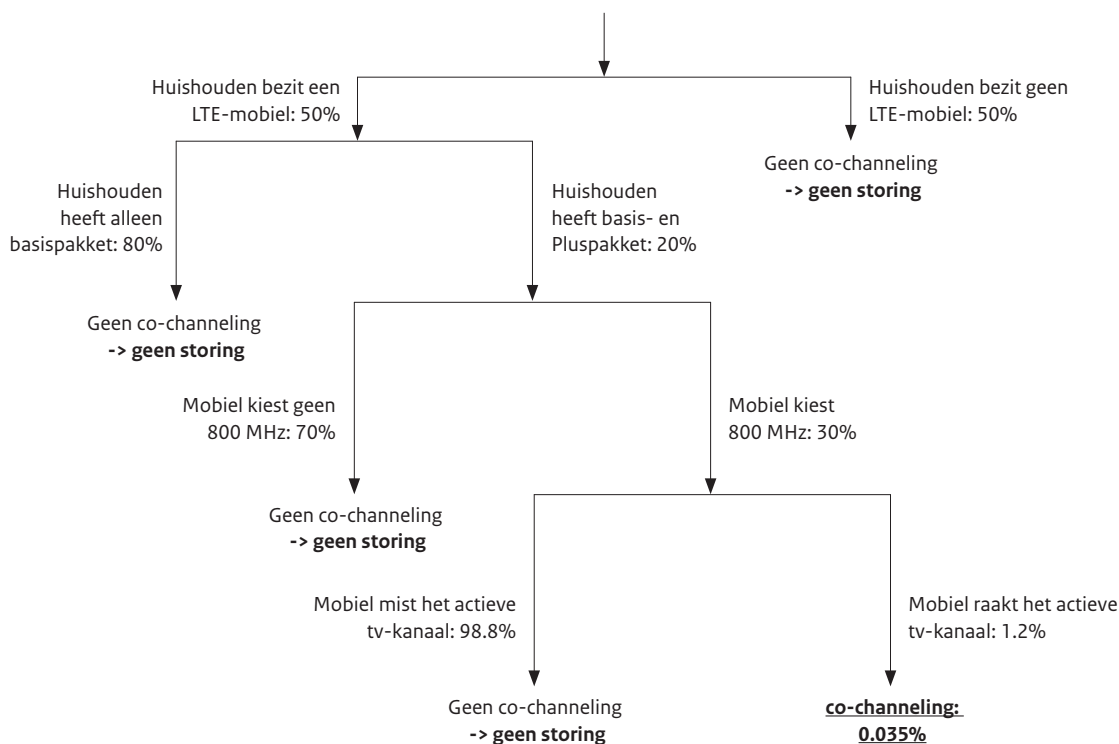 Huishouden bezit een
LTE-mobiel: 50%
Huishouden bezit geen
LTE-mobiel: 50%
Geen co-channeling
-> geen storing
Huishouden
heeft alleen
basispakket: 80%
Huishouden
heeft basis- en
Pluspakket: 20%
Geen co-channeling
-> geen storing
Mobiel kiest geen
800 MHz: 70%
Mobiel kiest
800 MHz: 30%
Geen co-channeling
-> geen storing
Mobiel mist het actieve
tv-kanaal: 98.8%
Mobiel raakt het actieve
tv-kanaal: 1.2%
Geen co-channeling
-> geen storing
co-channeling:
0.035%